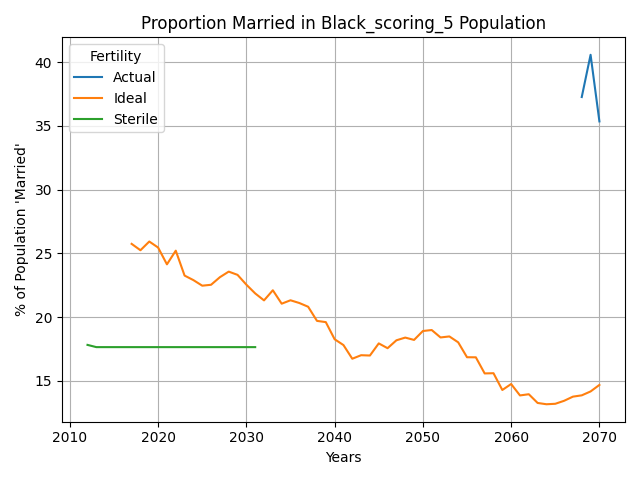 Proportion Married in Black_scoring_5 Population
Fertility
Actual
Ideal
Sterile
% of Population 'Married'
40
35
30
25
20
15
2010
2020
2030
2040
2050
2060
2070
Years